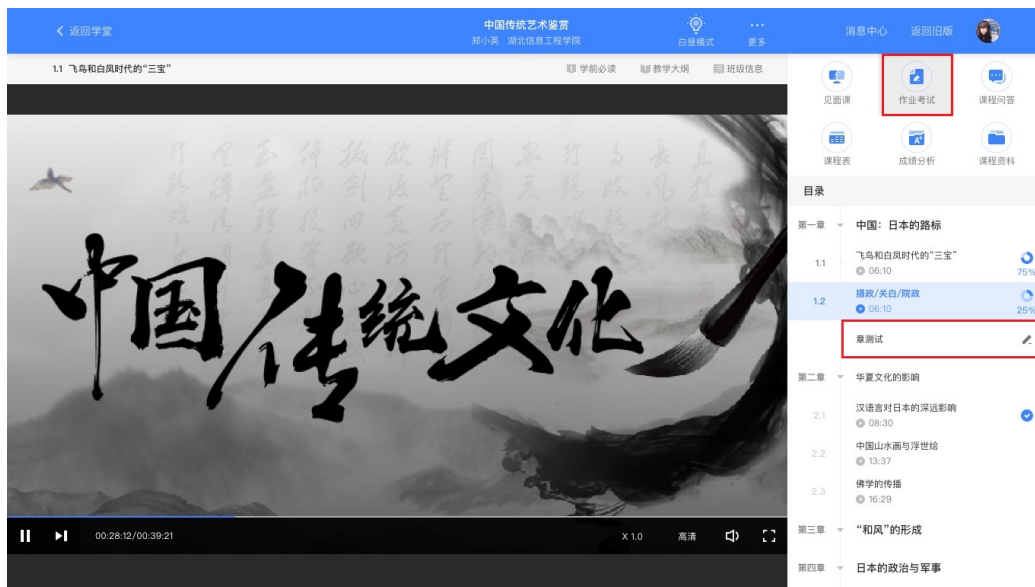 返回学堂
中国传统艺术鉴赏
郑小英 湖北信息工程学院
白昼模式
更多
消息中心
返回旧版
1.1 飞鸟和白凤时代的“三宝”
学前必读
教学大纲
班级信息
见面课
作业考试
课程问答
课程表
成绩分析
课程资料
中国传统文化
00:28:12/00:39:21
X 1.0
高清
目录
第一章 中国：日本的路标
1.1 飞鸟和白凤时代的“三宝”
06:10
75%
1.2 摄政/关白/院政
06:10
25%
章测试
第二章 华夏文化的影响
2.1 汉语言对日本的深远影响
08:30
2.2 中国山水画与浮世绘
13:37
2.3 佛学的传播
16:29
第三章 “和风”的形成
第四章 日本的政治与军事